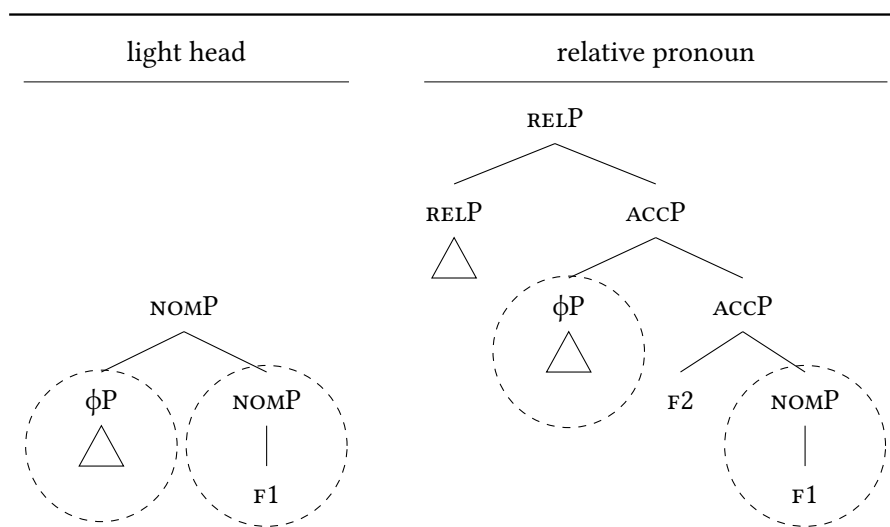 light head relative pronoun
RELP
RELP ACCP
NOMP ϕP ACCP
ϕP NOMP F2 NOMP
F1 F1